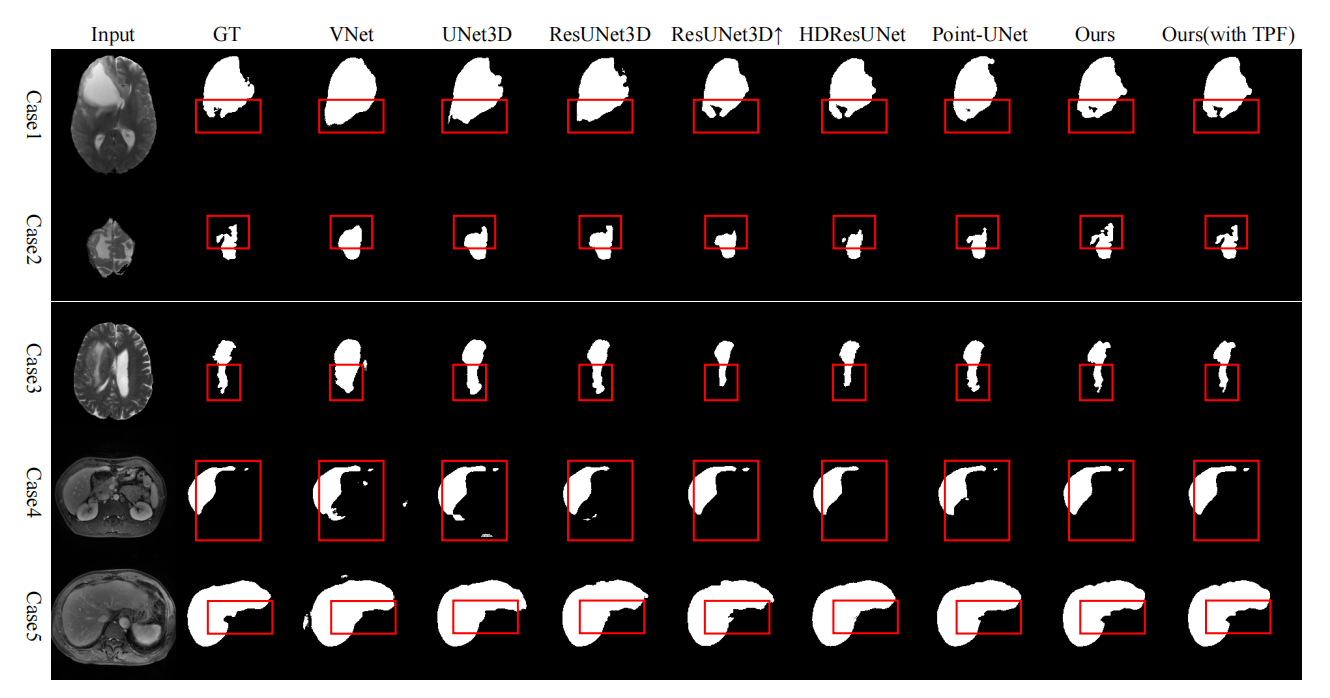 Input GT VNet UNet3D ResUNet3D ResUNet3D↑ HDResUNet Point-UNet Ours Ours(with TPF)
Case1
Case2
Case3
Case4
Case5